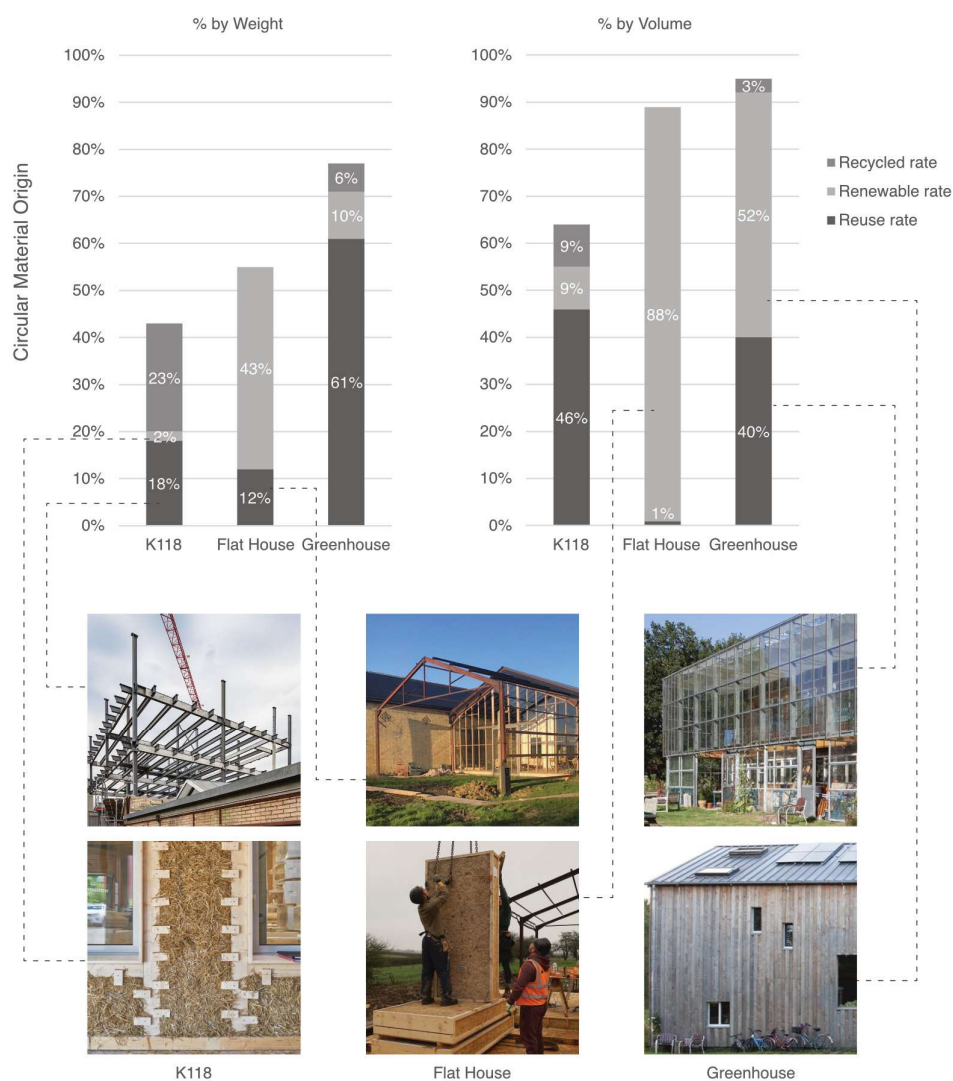 % by Weight
% by Volume
Circular Material Origin
100%
90%
80%
70%
60%
50%
40%
30%
20%
10%
0%
23%
2%
18%
43%
12%
6%
10%
61%
K118
Flat House
Greenhouse
100%
90%
80%
70%
60%
50%
40%
30%
20%
10%
0%
9%
9%
46%
88%
1%
3%
52%
40%
K118
Flat House
Greenhouse
Recycled rate
Renewable rate
Reuse rate
K118
Flat House
Greenhouse